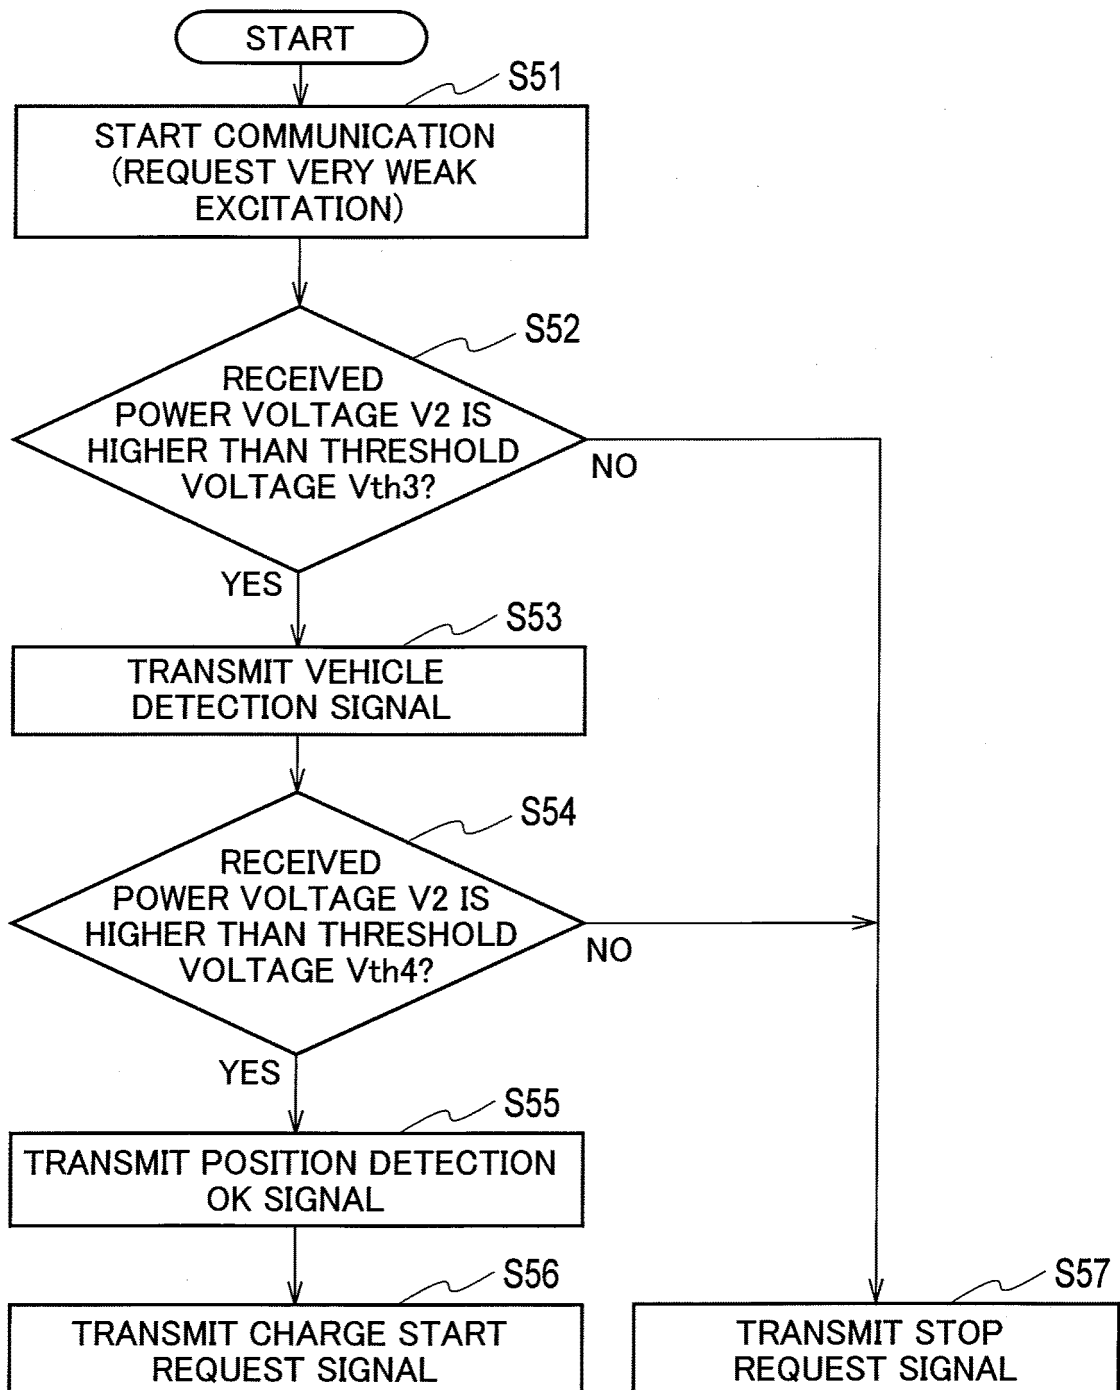 START
S51
START COMMUNICATION
(REQUEST VERY WEAK
EXCITATION)
S52
RECEIVED
POWER VOLTAGE V2 IS
HIGHER THAN THRESHOLD
VOLTAGE Vth3?
NO
YES
S53
TRANSMIT VEHICLE
DETECTION SIGNAL
S54
RECEIVED
POWER VOLTAGE V2 IS
HIGHER THAN THRESHOLD
VOLTAGE Vth4?
NO
YES
S55
TRANSMIT POSITION DETECTION
OK SIGNAL
S56
TRANSMIT CHARGE START
REQUEST SIGNAL
S57
TRANSMIT STOP
REQUEST SIGNAL